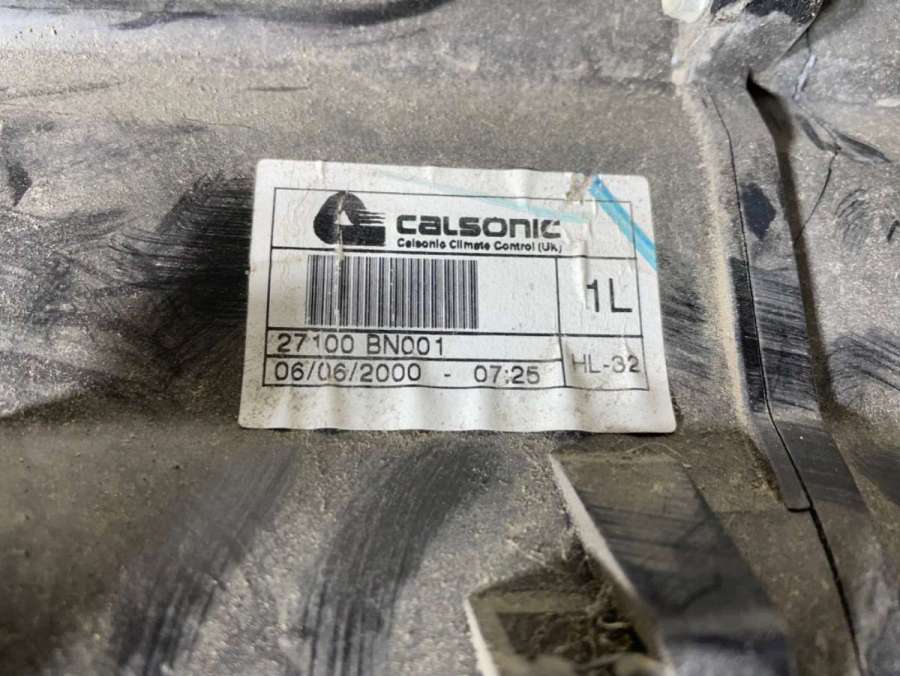 CALSONIC
Calsonic Climate Control (UK)
1L
27100 BN001
HL-32
06/06/2000 - 07:25